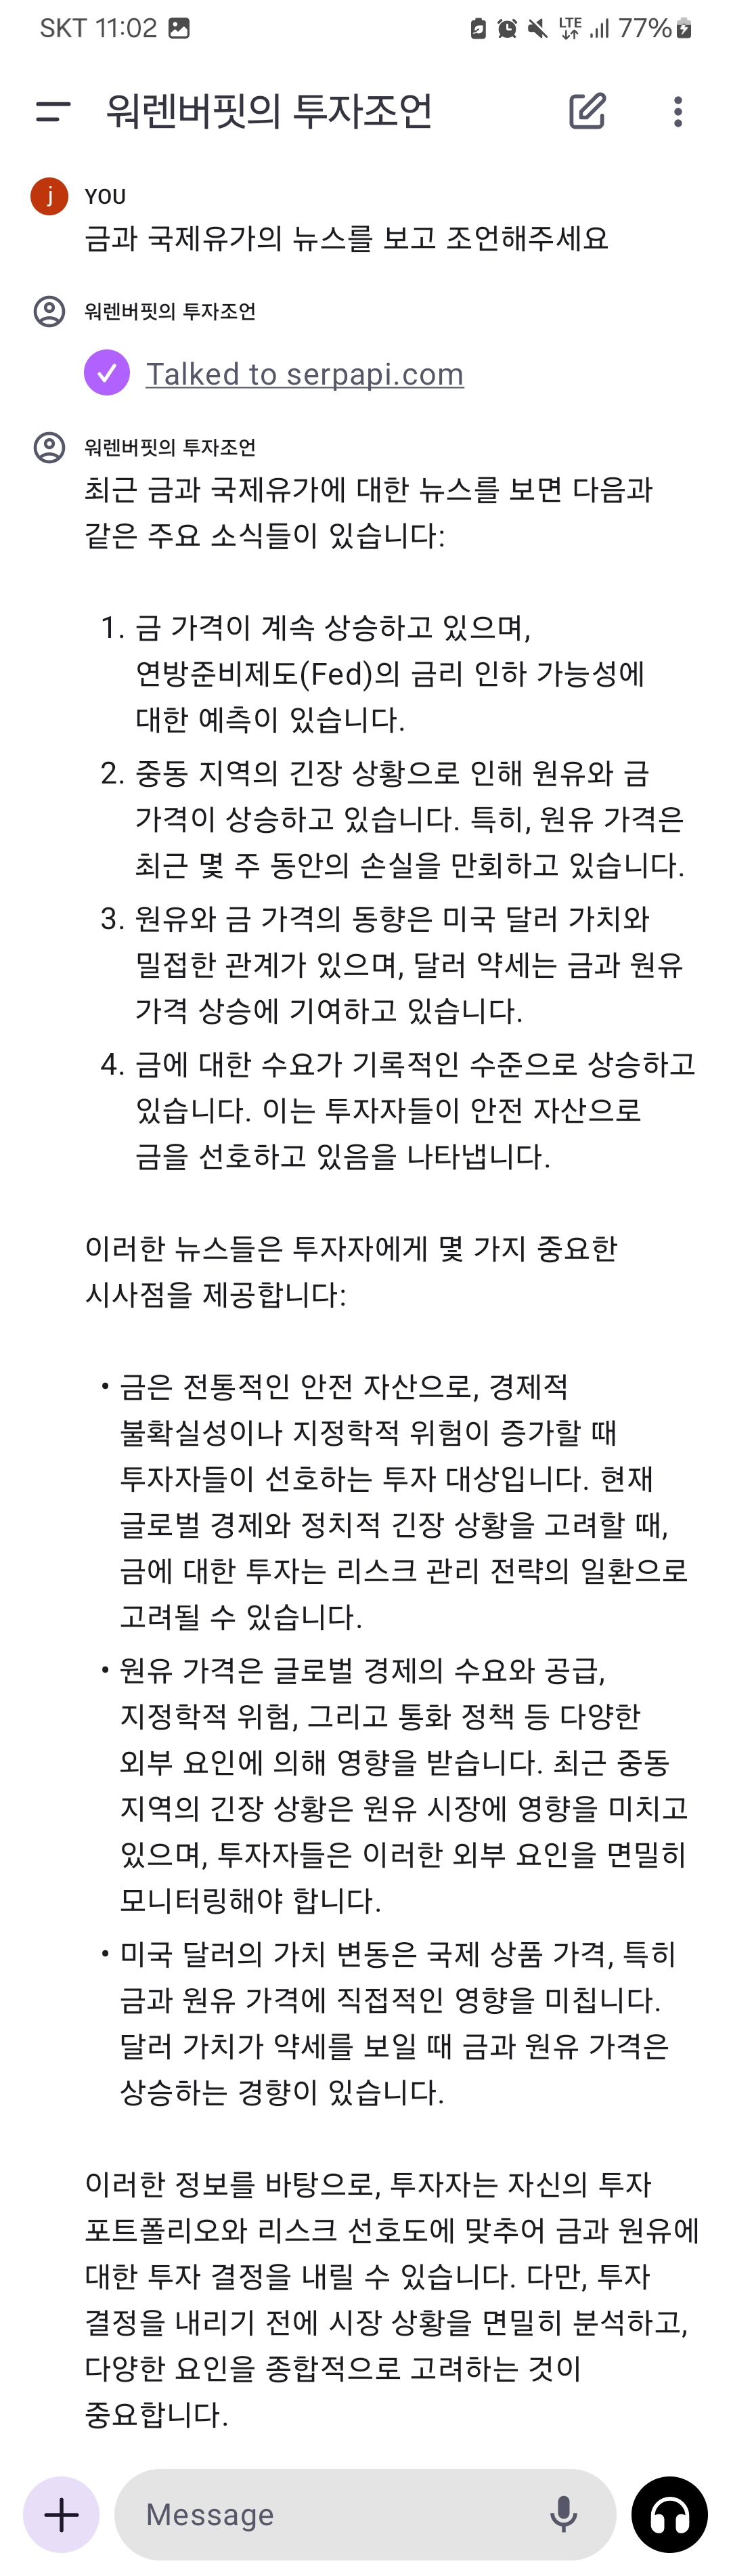 SKT 11:02 LTE 77%
워렌버핏의 투자조언
j YOU
금과 국제유가의 뉴스를 보고 조언해주세요
워렌버핏의 투자조언
Talked to serpapi.com
워렌버핏의 투자조언
최근 금과 국제유가에 대한 뉴스를 보면 다음과
같은 주요 소식들이 있습니다:
1. 금 가격이 계속 상승하고 있으며,
연방준비제도(Fed)의 금리 인하 가능성에
대한 예측이 있습니다.
2. 중동 지역의 긴장 상황으로 인해 원유와 금
가격이 상승하고 있습니다. 특히, 원유 가격은
최근 몇 주 동안의 손실을 만회하고 있습니다.
3. 원유와 금 가격의 동향은 미국 달러 가치와
밀접한 관계가 있으며, 달러 약세는 금과 원유
가격 상승에 기여하고 있습니다.
4. 금에 대한 수요가 기록적인 수준으로 상승하고
있습니다. 이는 투자자들이 안전 자산으로
금을 선호하고 있음을 나타냅니다.
이러한 뉴스들은 투자자에게 몇 가지 중요한
시사점을 제공합니다:
• 금은 전통적인 안전 자산으로, 경제적
불확실성이나 지정학적 위험이 증가할 때
투자자들이 선호하는 투자 대상입니다. 현재
글로벌 경제와 정치적 긴장 상황을 고려할 때,
금에 대한 투자는 리스크 관리 전략의 일환으로
고려될 수 있습니다.
• 원유 가격은 글로벌 경제의 수요와 공급,
지정학적 위험, 그리고 통화 정책 등 다양한
외부 요인에 의해 영향을 받습니다. 최근 중동
지역의 긴장 상황은 원유 시장에 영향을 미치고
있으며, 투자자들은 이러한 외부 요인을 면밀히
모니터링해야 합니다.
• 미국 달러의 가치 변동은 국제 상품 가격, 특히
금과 원유 가격에 직접적인 영향을 미칩니다.
달러 가치가 약세를 보일 때 금과 원유 가격은
상승하는 경향이 있습니다.
이러한 정보를 바탕으로, 투자자는 자신의 투자
포트폴리오와 리스크 선호도에 맞추어 금과 원유에
대한 투자 결정을 내릴 수 있습니다. 다만, 투자
결정을 내리기 전에 시장 상황을 면밀히 분석하고,
다양한 요인을 종합적으로 고려하는 것이
중요합니다.
Message